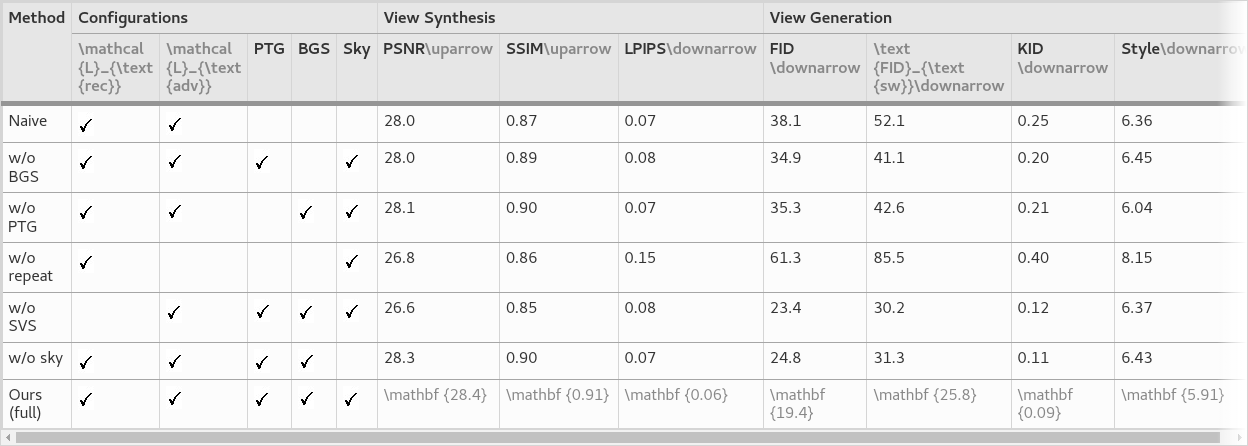 Method Configurations View Synthesis View Generation
\mathcal {L}_{\text {rec}} \mathcal {L}_{\text {adv}} PTG BGS Sky PSNR\uparrow SSIM\uparrow LPIPS\downarrow FID \downarrow \text {FID}_{\text {sw}}\downarrow KID \downarrow Style\downarrow
Naive ✓ ✓ 28.0 0.87 0.07 38.1 52.1 0.25 6.36
w/o BGS ✓ ✓ ✓ ✓ 28.0 0.89 0.08 34.9 41.1 0.20 6.45
w/o PTG ✓ ✓ ✓ ✓ 28.1 0.90 0.07 35.3 42.6 0.21 6.04
w/o repeat ✓ ✓ 26.8 0.86 0.15 61.3 85.5 0.40 8.15
w/o SVS ✓ ✓ ✓ ✓ 26.6 0.85 0.08 23.4 30.2 0.12 6.37
w/o sky ✓ ✓ ✓ ✓ 28.3 0.90 0.07 24.8 31.3 0.11 6.43
Ours (full) ✓ ✓ ✓ ✓ ✓ \mathbf {28.4} \mathbf {0.91} \mathbf {0.06} \mathbf {19.4} \mathbf {25.8} \mathbf {0.09} \mathbf {5.91}